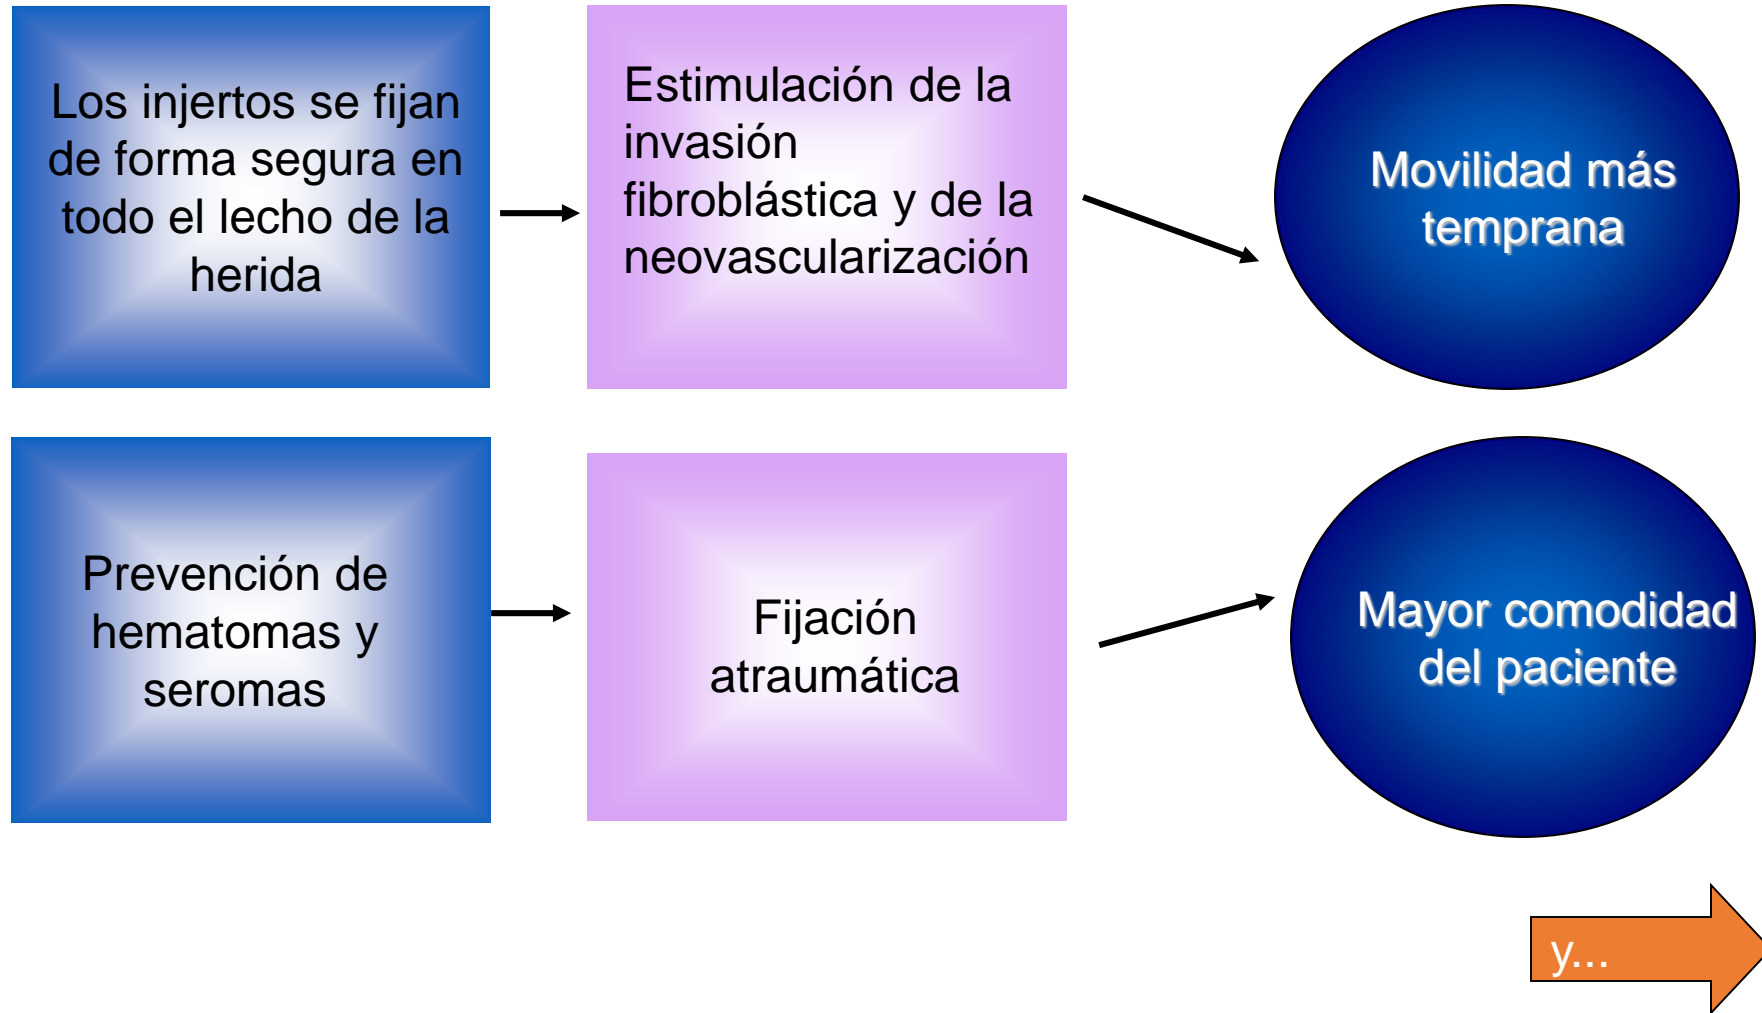 Los injertos se fijan
de forma segura en
todo el lecho de la
herida
Estimulación de la
invasión
fibroblástica y de la
neovascularización
Movilidad más
temprana
Prevención de
hematomas y
seromas
Fijación
atraumática
Mayor comodidad
del paciente
y...